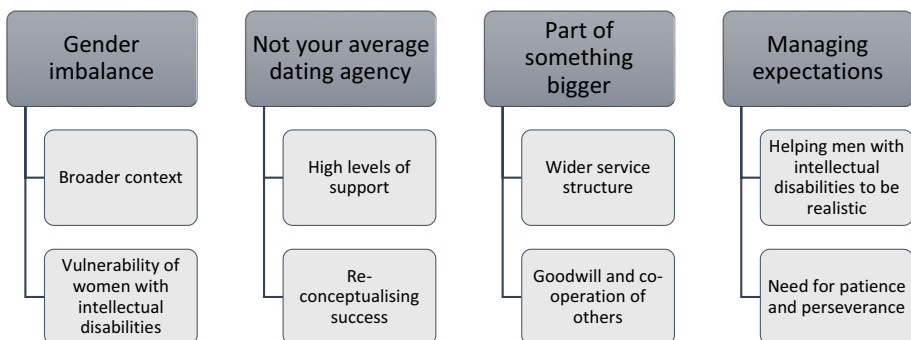 Gender
imbalance
Broader context
Vulnerability of
women with
intellectual
disabilities
Not your average
dating agency
High levels of
support
Re-
conceptualising
success
Part of
something
bigger
Wider service
structure
Goodwill and co-
operation of
others
Managing
expectations
Helping men with
intellectual
disabilities to be
realistic
Need for patience
and perseverance